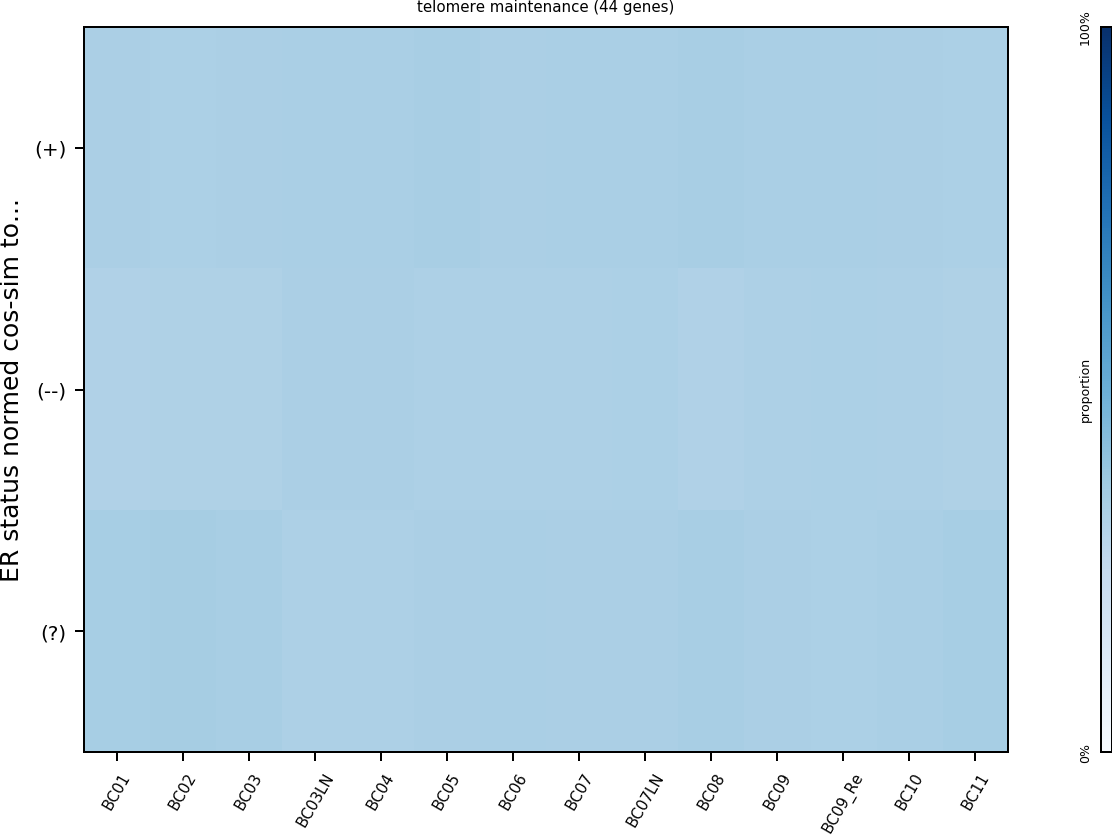 telomere maintenance (44 genes)
ER status normed cos-sim to...
(+)
(--)
(?)
BC01
BC02
BC03
BC03LN
BC04
BC05
BC06
BC07
BC07LN
BC08
BC09
BC09_Re
BC10
BC11
100%
proportion
0%